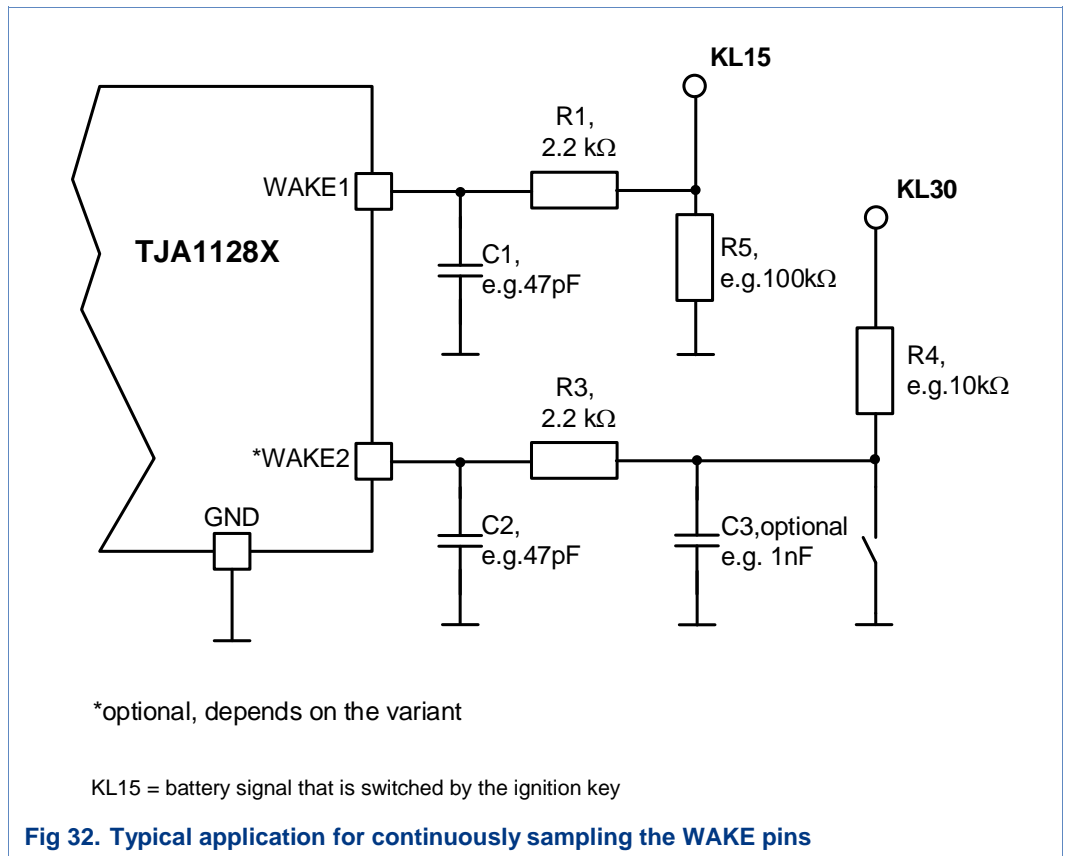 KL15
R1,
2.2 kΩ
WAKE1
KL30
TJA1128X
C1,
e.g.47pF
R5,
e.g.100kΩ
R4,
e.g.10kΩ
R3,
2.2 kΩ
*WAKE2
GND
C2,
e.g.47pF
C3,optional
e.g. 1nF
*optional, depends on the variant
KL15 = battery signal that is switched by the ignition key
Fig 32. Typical application for continuously sampling the WAKE pins